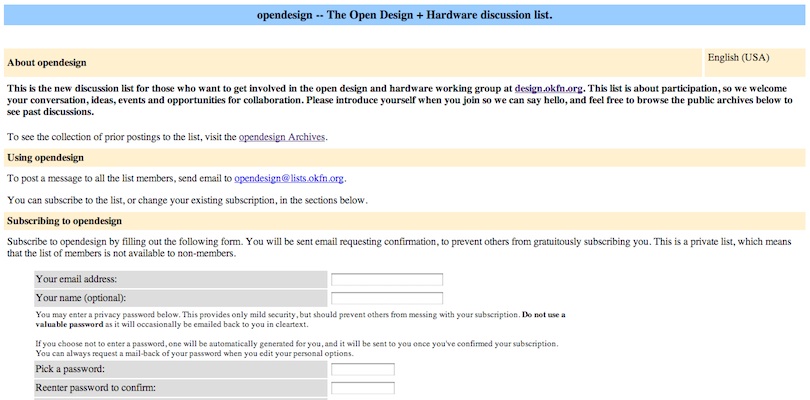 opendesign -- The Open Design + Hardware discussion list.
About opendesign
English (USA)
This is the new discussion list for those who want to get involved in the open design and hardware working group at design.okfn.org. This list is about participation, so we welcome
your conversation, ideas, events and opportunities for collaboration. Please introduce yourself when you join so we can say hello, and feel free to browse the public archives below to
see past discussions.
To see the collection of prior postings to the list, visit the opendesign Archives.
Using opendesign
To post a message to all the list members, send email to opendesign@lists.okfn.org.
You can subscribe to the list, or change your existing subscription, in the sections below.
Subscribing to opendesign
Subscribe to opendesign by filling out the following form. You will be sent email requesting confirmation, to prevent others from gratuitously subscribing you. This is a private list, which means
that the list of members is not available to non-members.
Your email address:
Your name (optional):
You may enter a privacy password below. This provides only mild security, but should prevent others from messing with your subscription. Do not use a
valuable password as it will occasionally be emailed back to you in cleartext.
If you choose not to enter a password, one will be automatically generated for you, and it will be sent to you once you've confirmed your subscription.
You can always request a mail-back of your password when you edit your personal options.
Pick a password:
Reenter password to confirm: